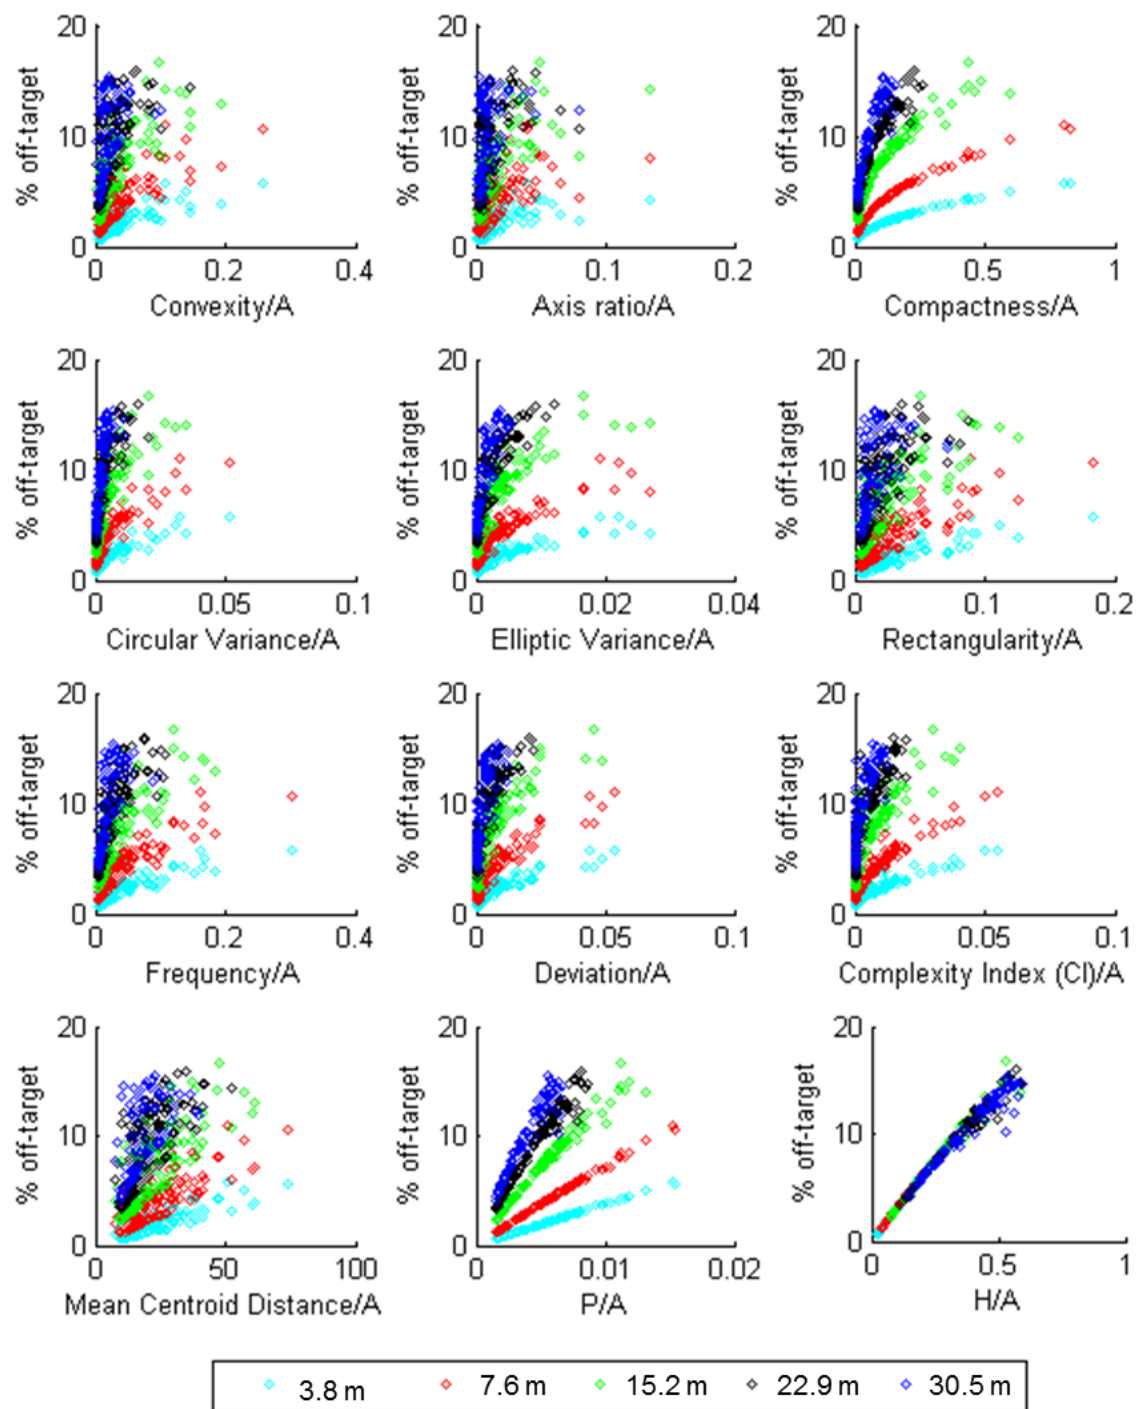 20 20 20
% off-target % off-target % off-target
10 10 10
0 0 0
0 0.2 0.4 0 0.1 0.2 0 0.5 1
Convexity/A Axis ratio/A Compactness/A
20 20 20
% off-target % off-target % off-target
10 10 10
0 0 0
0 0.05 0.1 0 0.02 0.04 0 0.1 0.2
Circular Variance/A Elliptic Variance/A Rectangularity/A
20 20 20
% off-target % off-target % off-target
10 10 10
0 0 0
0 0.2 0.4 0 0.05 0.1 0 0.05 0.1
Frequency/A Deviation/A Complexity Index (CI)/A
20 20 20
% off-target % off-target % off-target
10 10 10
0 0 0
0 50 100 0 0.01 0.02 0 0.5 1
Mean Centroid Distance/A P/A H/A
3.8 m 7.6 m 15.2 m 22.9 m 30.5 m